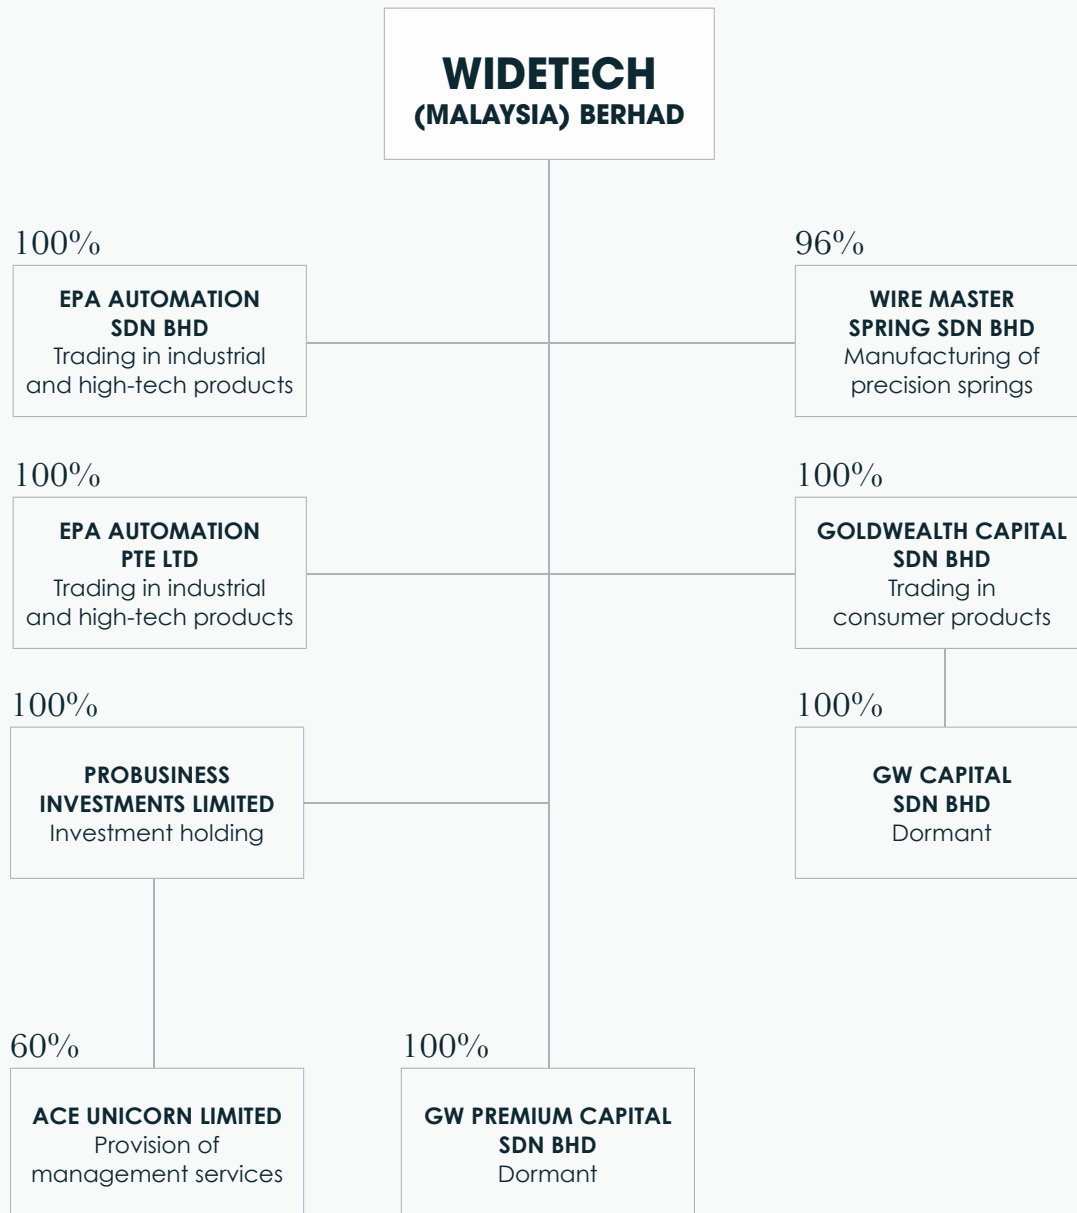 WIDETECH
(MALAYSIA) BERHAD
100%
EPA AUTOMATION
SDN BHD
Trading in industrial
and high-tech products
96%
WIRE MASTER
SPRING SDN BHD
Manufacturing of
precision springs
100%
EPA AUTOMATION
PTE LTD
Trading in industrial
and high-tech products
100%
GOLDWEALTH CAPITAL
SDN BHD
Trading in
consumer products
100%
PROBUSINESS
INVESTMENTS LIMITED
Investment holding
100%
GW CAPITAL
SDN BHD
Dormant
60%
ACE UNICORN LIMITED
Provision of
management services
100%
GW PREMIUM CAPITAL
SDN BHD
Dormant